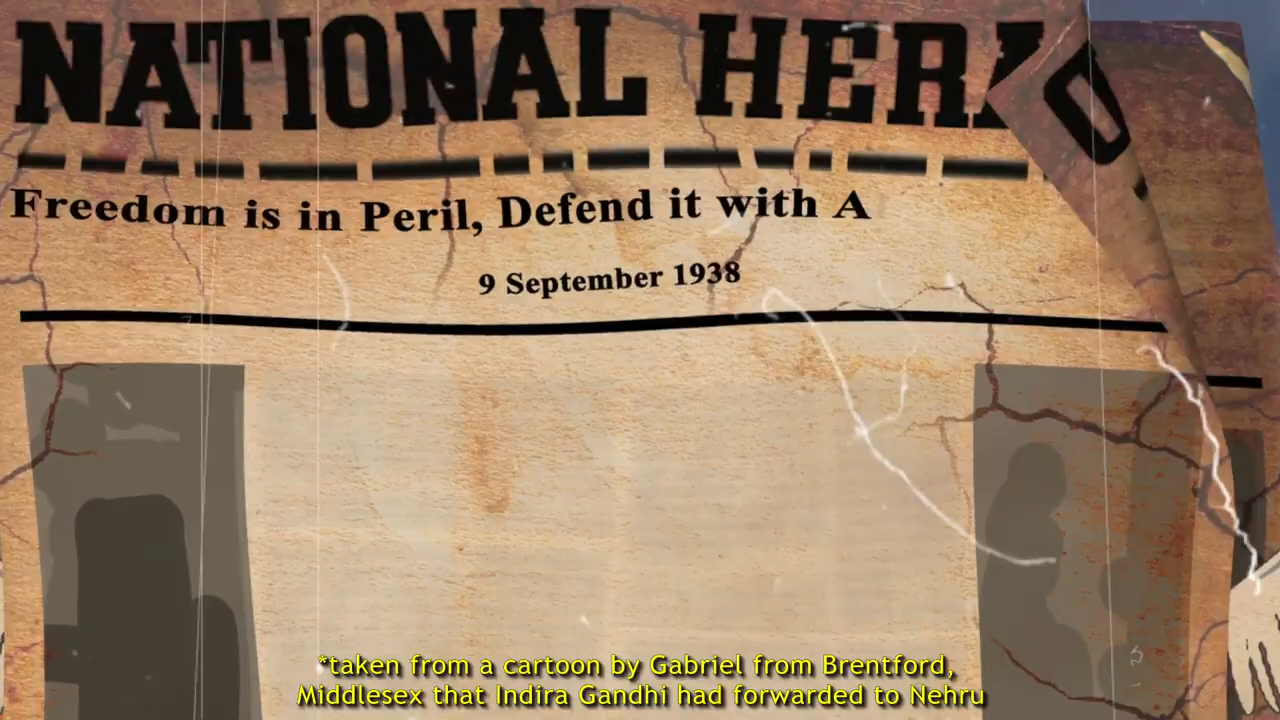 NATIONAL HERALD
Freedom is in Peril, Defend it with A
9 September 1938
*taken from a cartoon by Gabriel from Brentford,
Middlesex that Indira Gandhi had forwarded to Nehru